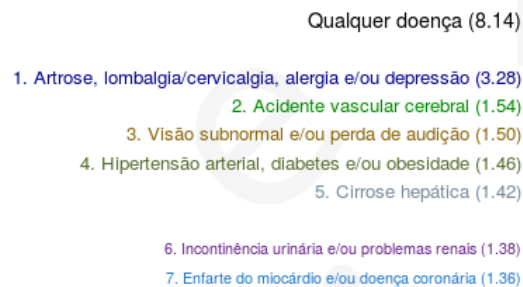 Qualquer doença (8.14)
1. Artrose, lombalgia/cervicalgia, alergia e/ou depressão (3.28)
2. Acidente vascular cerebral (1.54)
3. Visão subnormal e/ou perda de audição (1.50)
4. Hipertensão arterial, diabetes e/ou obesidade (1.46)
5. Cirrose hepática (1.42)
6. Incontinência urinária e/ou problemas renais (1.38)
7. Enfarte do miocárdio e/ou doença coronária (1.36)